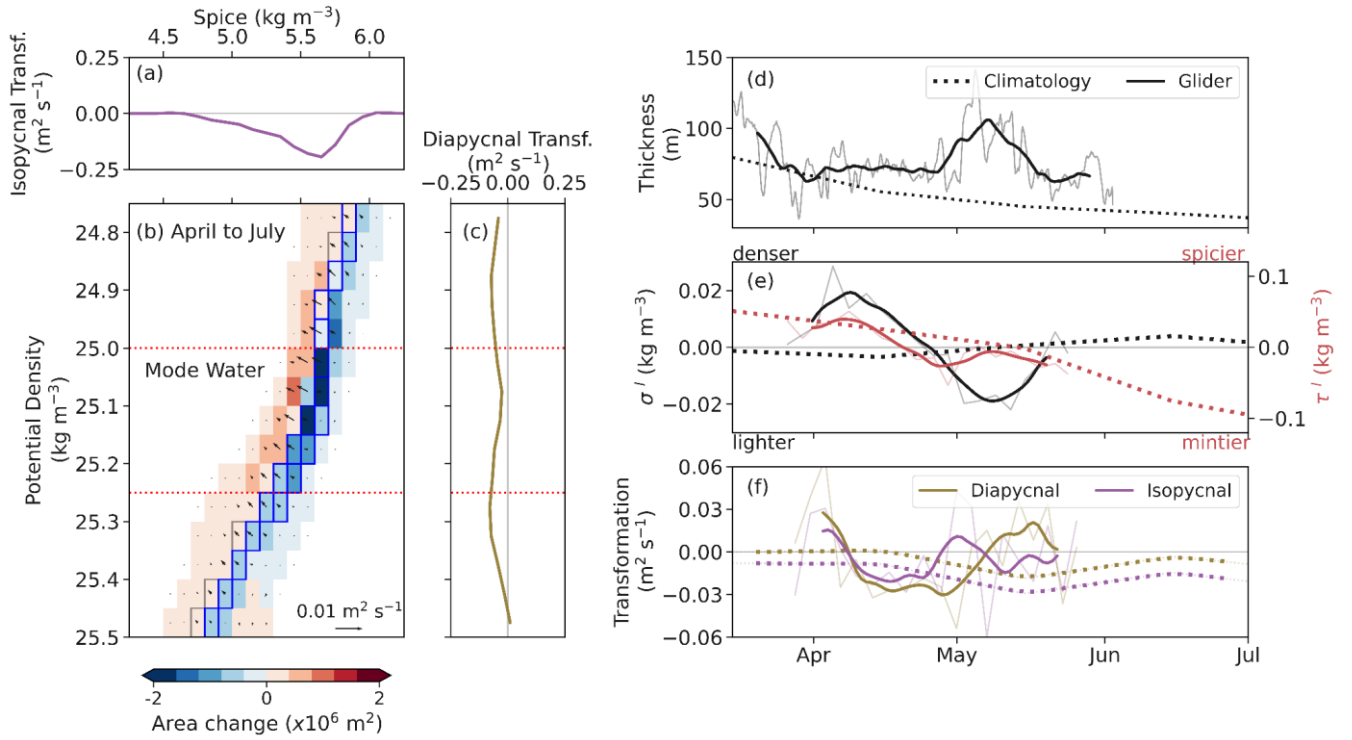 Spice (kg m⁻³)
4.5 5.0 5.5 6.0
Isopycnal Transf.
(m² s⁻¹)
0.25
0.00
−0.25
(a)
Diapycnal Transf.
(m² s⁻¹)
−0.25 0.00 0.25
(b) April to July
(c)
Potential Density
(kg m⁻³)
24.8
24.9
25.0
25.1
25.2
25.3
25.4
25.5
Mode Water
0.01 m² s⁻¹
-2 0 2
Area change (x10⁶ m²)
Thickness
(m)
150
100
50
(d)
Climatology Glider
denser spicier
(e)
σ′ (kg m⁻³)
0.02
0.00
−0.02
0.1
0.0
−0.1
τ′ (kg m⁻³)
lighter mintier
(f)
Diapycnal Isopycnal
Transformation
(m² s⁻¹)
0.06
0.03
0.00
−0.03
−0.06
Apr May Jun Jul